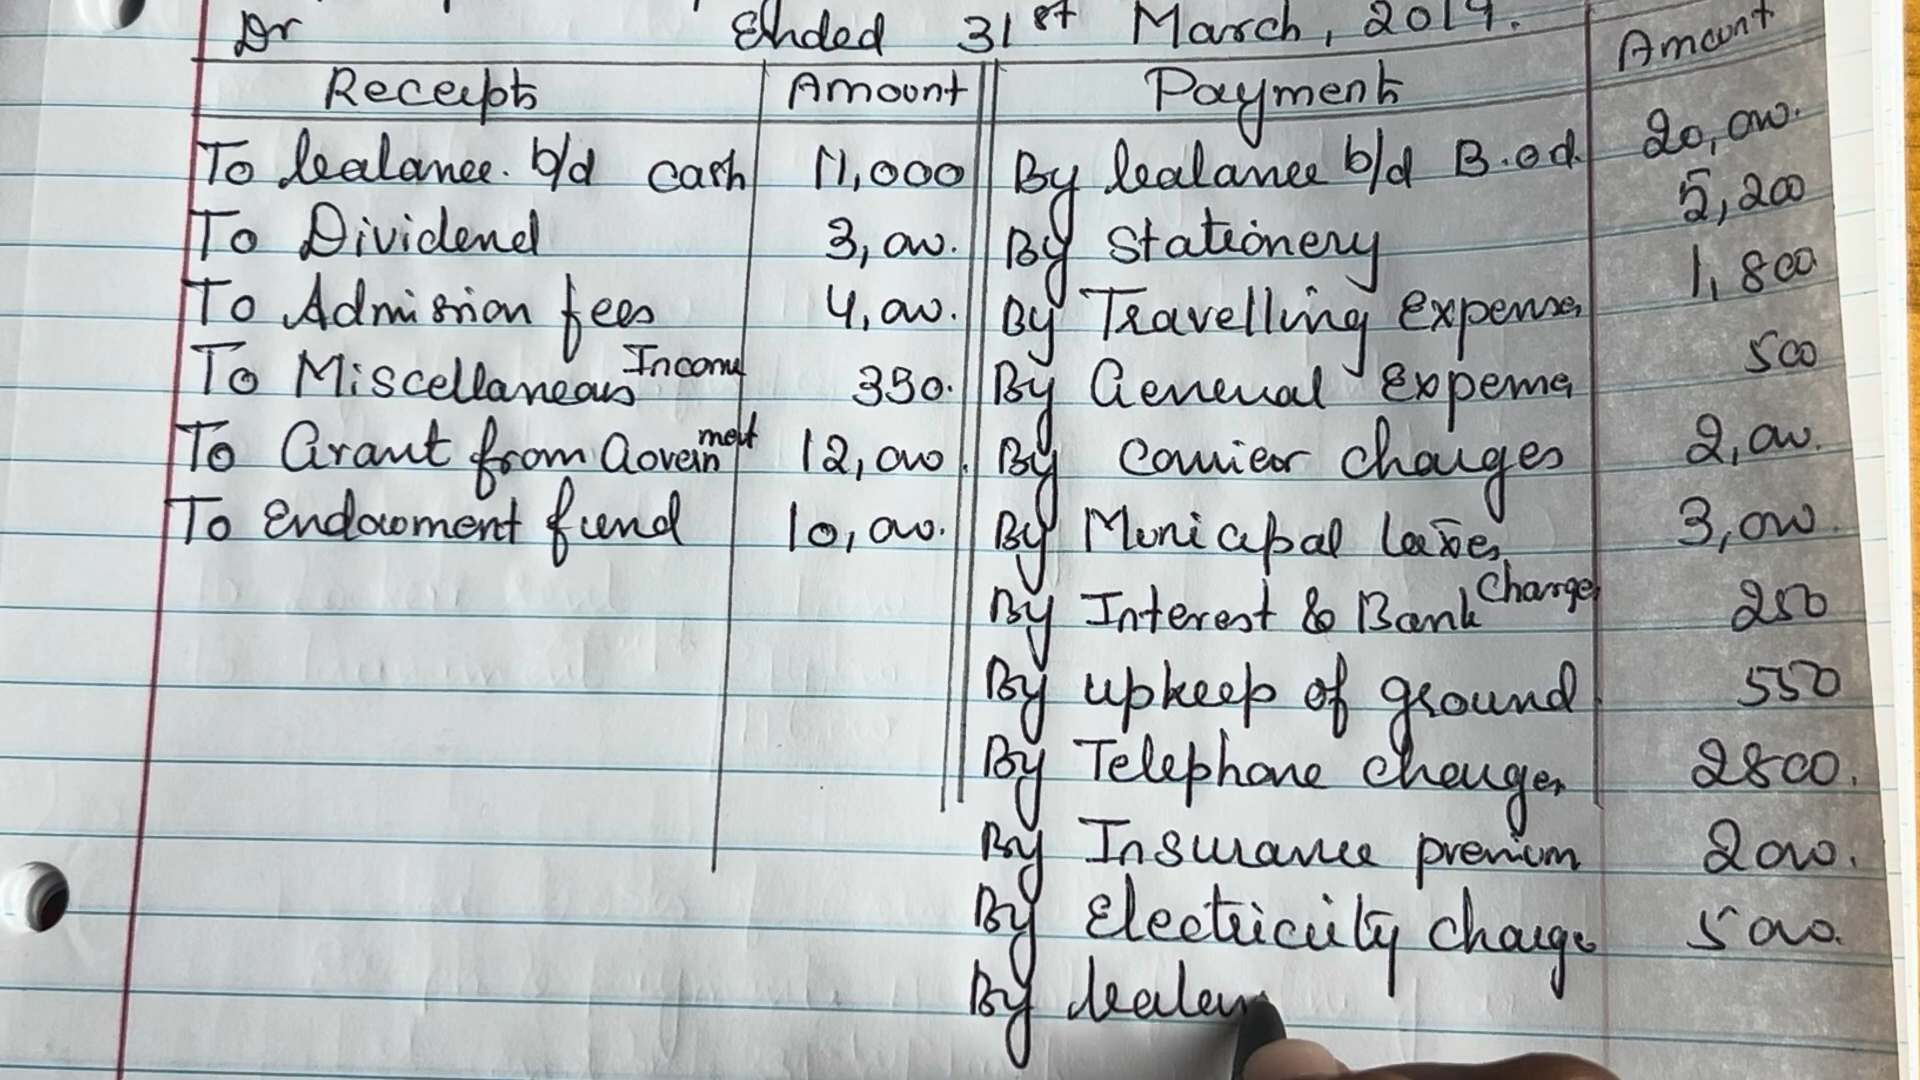 Dr Ended 31st March, 2019. Amount
Receipts Amount Payment
To balance. b/d cash 11,000 By balance b/d B.od. 20,000.
To Dividend 3,000. By Stationery 5,200
To Admission fees 4,000. By Travelling expenses 1,800
To Miscellaneous Income 390. By General Expenses 500
To Grant from Government 12,000. By Courier charges 2,000.
To Endowment fund 10,000. By Municipal taxes 3,000.
By Interest & Bank Charges 250
By upkeep of ground 550
By Telephone charges 2800.
By Insurance premium 2000.
By Electricity charge 5000.
By balan